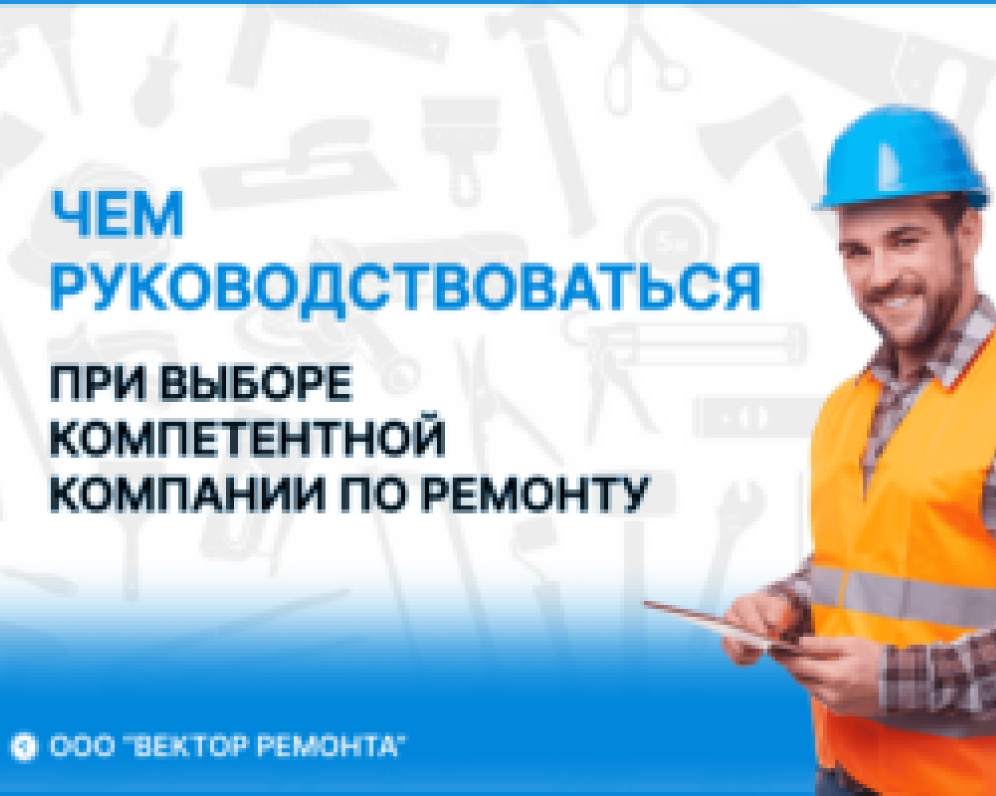 ЧЕМ
РУКОВОДСТВОВАТЬСЯ
ПРИ ВЫБОРЕ
КОМПЕТЕНТНОЙ
КОМПАНИИ ПО РЕМОНТУ
ООО "ВЕКТОР РЕМОНТА"